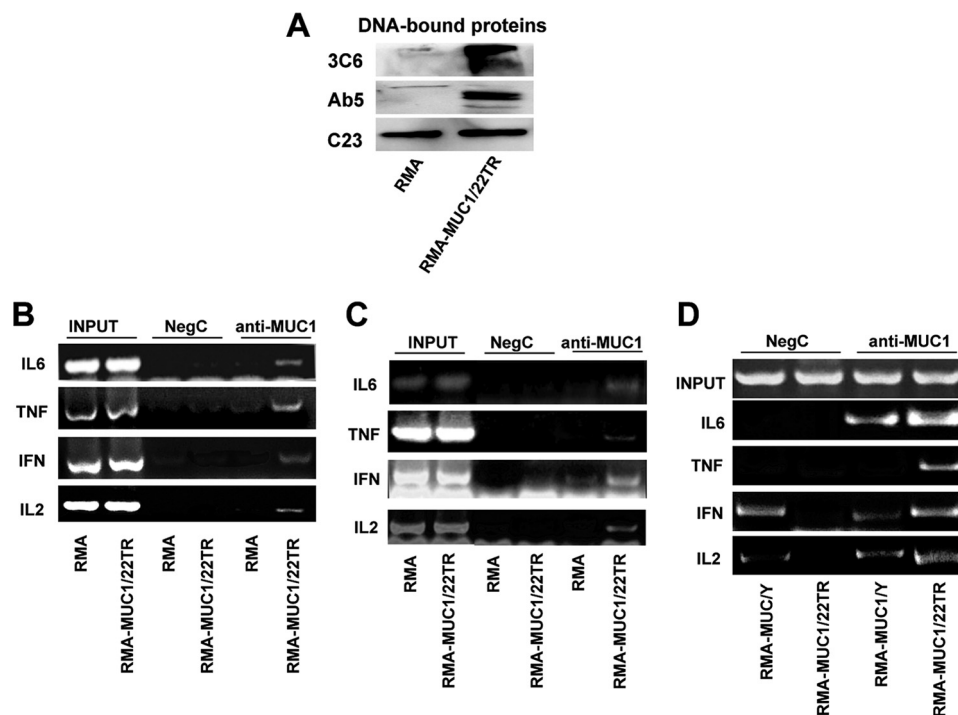 A
DNA-bound proteins
3C6
Ab5
C23
RMA
RMA-MUC1/22TR
B
INPUT
NegC
anti-MUC1
IL6
TNF
IFN
IL2
RMA
RMA-MUC1/22TR
RMA
RMA-MUC1/22TR
RMA
RMA-MUC1/22TR
C
INPUT
NegC
anti-MUC1
IL6
TNF
IFN
IL2
RMA
RMA-MUC1/22TR
RMA
RMA-MUC1/22TR
RMA
RMA-MUC1/22TR
D
NegC
anti-MUC1
INPUT
IL6
TNF
IFN
IL2
RMA-MUC/Y
RMA-MUC1/22TR
RMA-MUC1/Y
RMA-MUC1/22TR